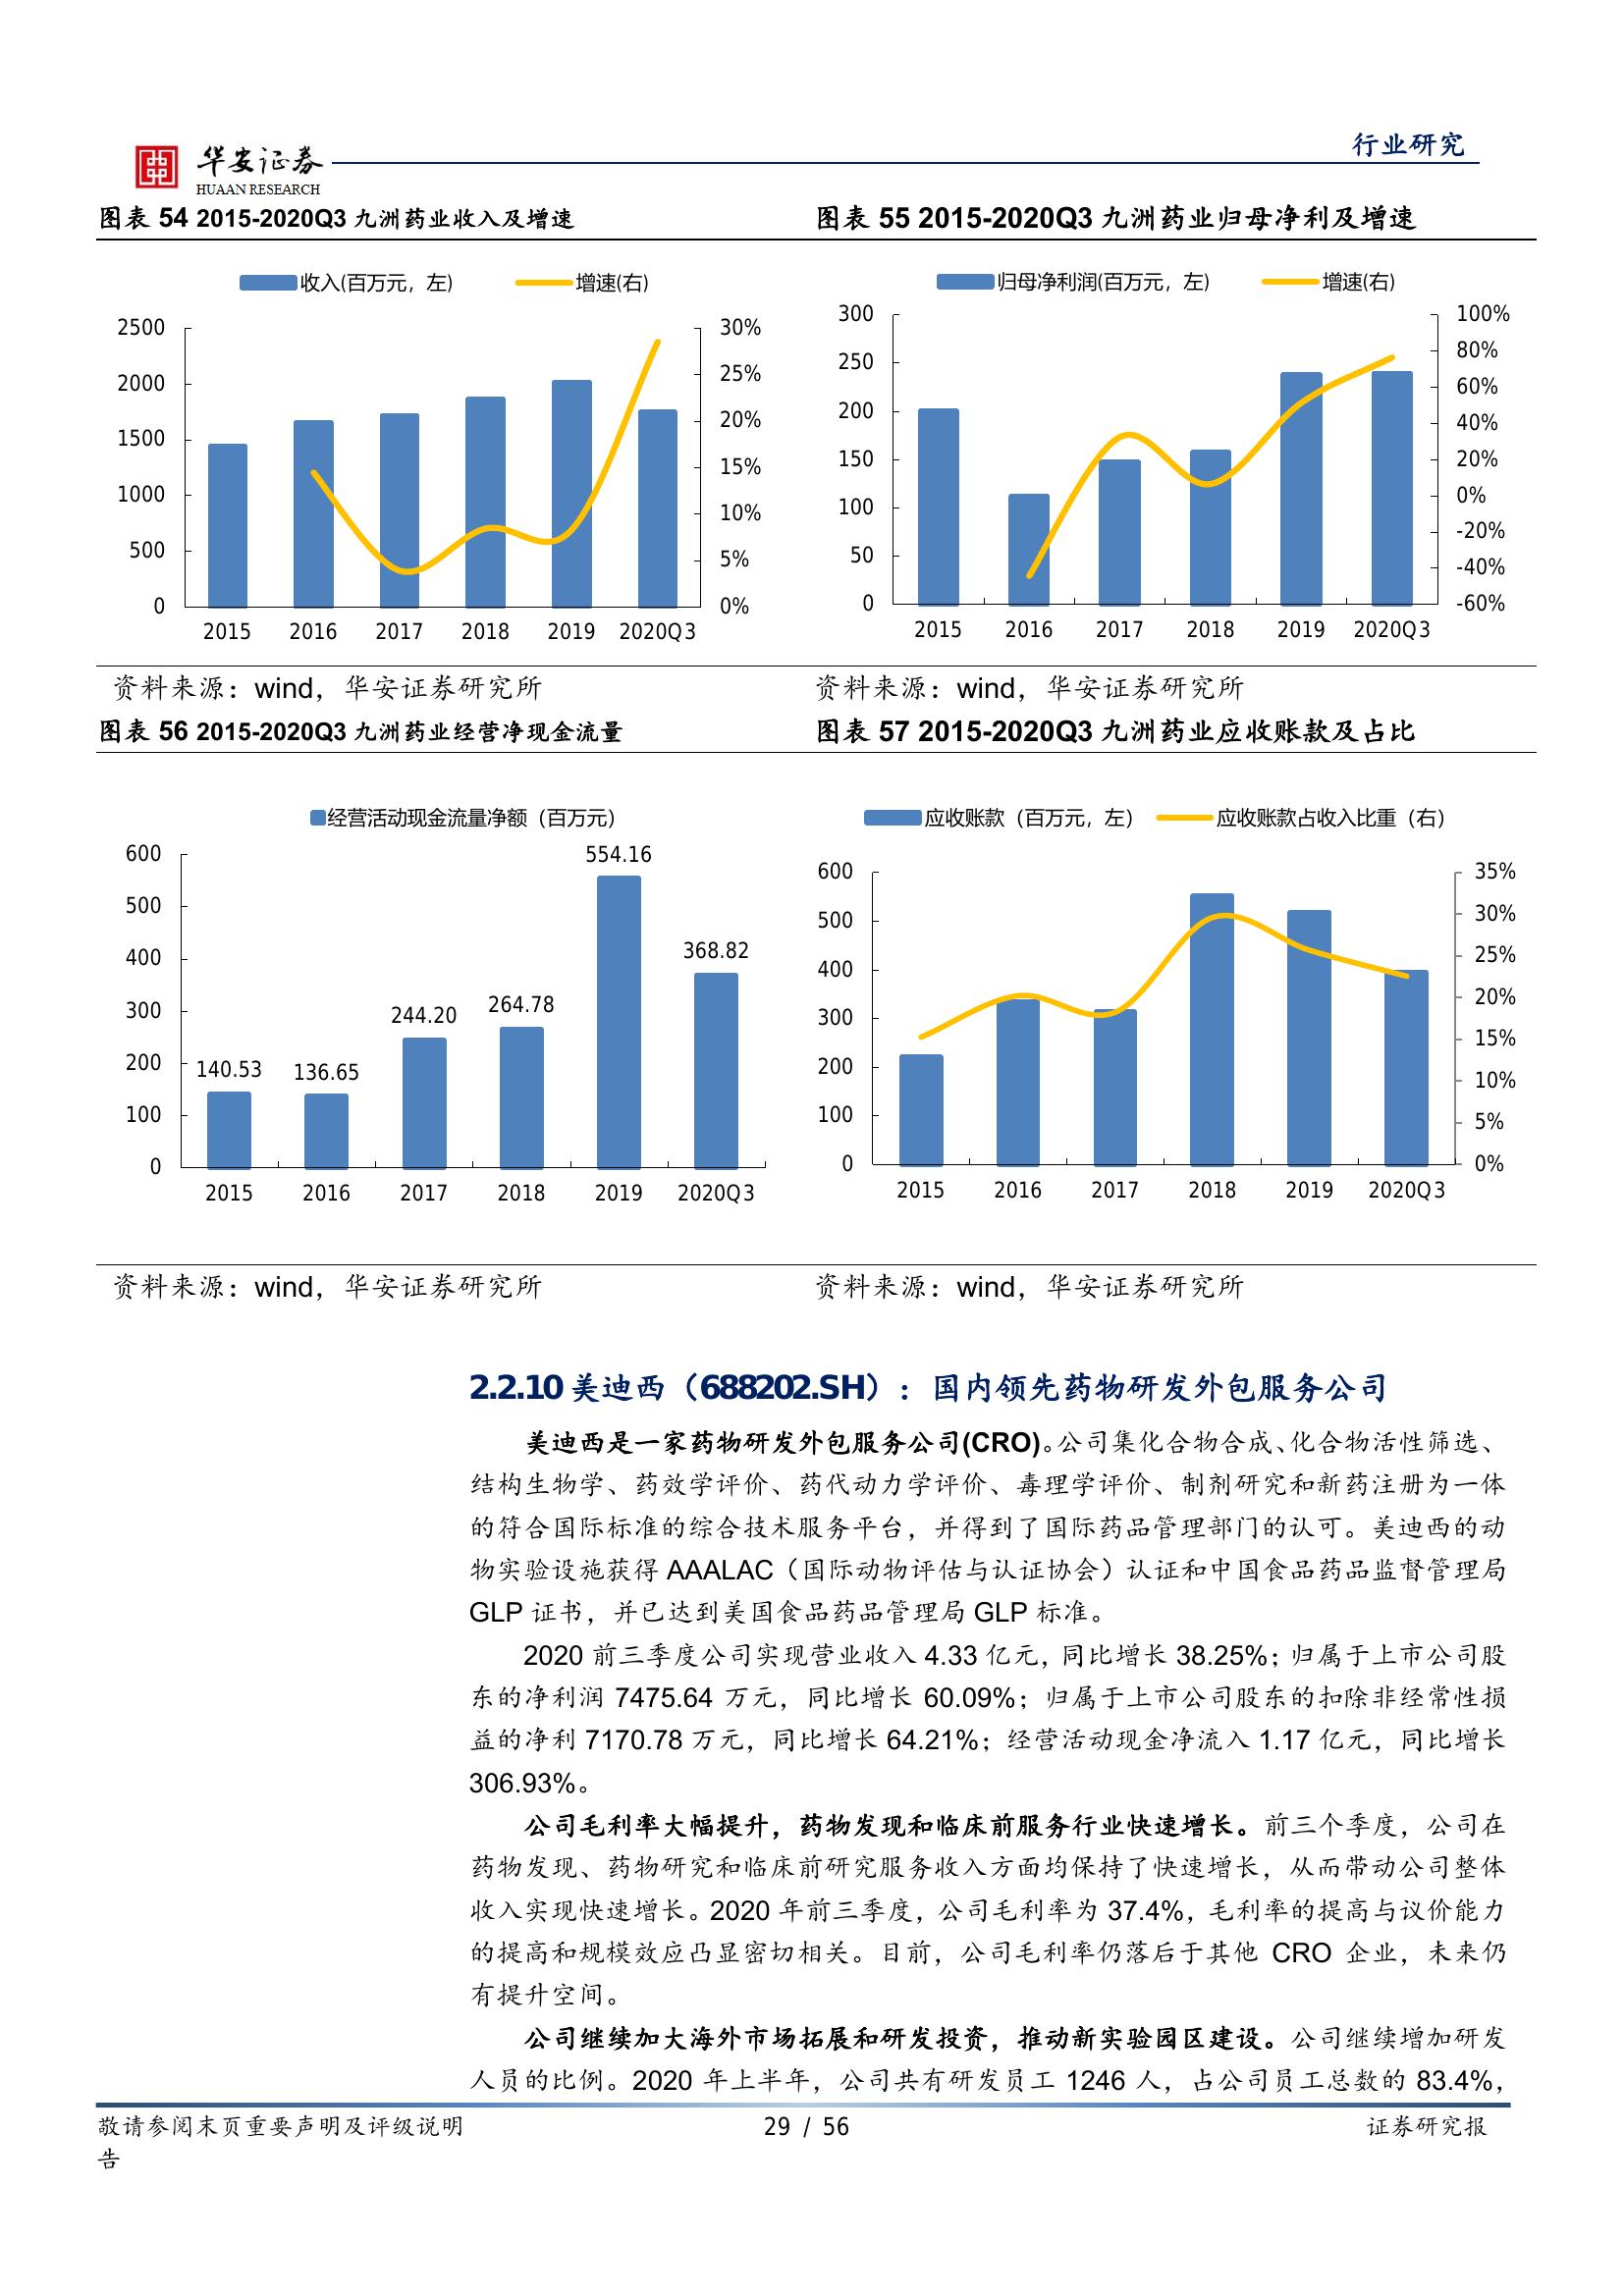 行业研究
华安证券
HUAAN RESEARCH
图表 54 2015-2020Q3 九洲药业收入及增速
收入(百万元，左) 增速(右)
2500
2000
1500
1000
500
0
30%
25%
20%
15%
10%
5%
0%
2015 2016 2017 2018 2019 2020Q3
资料来源：wind，华安证券研究所
图表 55 2015-2020Q3 九洲药业归母净利及增速
归母净利润(百万元，左) 增速(右)
300
250
200
150
100
50
0
100%
80%
60%
40%
20%
0%
-20%
-40%
-60%
2015 2016 2017 2018 2019 2020Q3
资料来源：wind，华安证券研究所
图表 56 2015-2020Q3 九洲药业经营净现金流量
经营活动现金流量净额（百万元）
600
500
400
300
200
100
0
140.53 136.65 244.20 264.78 554.16 368.82
2015 2016 2017 2018 2019 2020Q3
资料来源：wind，华安证券研究所
图表 57 2015-2020Q3 九洲药业应收账款及占比
应收账款（百万元，左） 应收账款占收入比重（右）
600
500
400
300
200
100
0
35%
30%
25%
20%
15%
10%
5%
0%
2015 2016 2017 2018 2019 2020Q3
资料来源：wind，华安证券研究所
2.2.10 美迪西（688202.SH）：国内领先药物研发外包服务公司
美迪西是一家药物研发外包服务公司(CRO)。公司集化合物合成、化合物活性筛选、
结构生物学、药效学评价、药代动力学评价、毒理学评价、制剂研究和新药注册为一体
的符合国际标准的综合技术服务平台，并得到了国际药品管理部门的认可。美迪西的动
物实验设施获得 AAALAC（国际动物评估与认证协会）认证和中国食品药品监督管理局
GLP 证书，并已达到美国食品药品管理局 GLP 标准。
2020 前三季度公司实现营业收入 4.33 亿元，同比增长 38.25%；归属于上市公司股
东的净利润 7475.64 万元，同比增长 60.09%；归属于上市公司股东的扣除非经常性损
益的净利 7170.78 万元，同比增长 64.21%；经营活动现金净流入 1.17 亿元，同比增长
306.93%。
公司毛利率大幅提升，药物发现和临床前服务行业快速增长。前三个季度，公司在
药物发现、药物研究和临床前研究服务收入方面均保持了快速增长，从而带动公司整体
收入实现快速增长。2020 年前三季度，公司毛利率为 37.4%，毛利率的提高与议价能力
的提高和规模效应凸显密切相关。目前，公司毛利率仍落后于其他 CRO 企业，未来仍
有提升空间。
公司继续加大海外市场拓展和研发投资，推动新实验园区建设。公司继续增加研发
人员的比例。2020 年上半年，公司共有研发员工 1246 人，占公司员工总数的 83.4%，
敬请参阅末页重要声明及评级说明 29 / 56 证券研究报
告